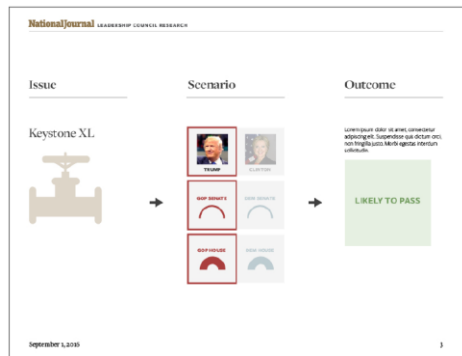 NationalJournal LEADERSHIP COUNCIL RESEARCH
Issue
Scenario
Outcome
Keystone XL
TRUMP
CLINTON
Lorem ipsum dolor sit amet, consectetur
adipiscing elit. Suspendisse quis dictum orci,
non fringilla justo. Morbi egestas interdum
sollicitudin.
GOP SENATE
DEM SENATE
LIKELY TO PASS
GOP HOUSE
DEM HOUSE
September 1, 2016
3